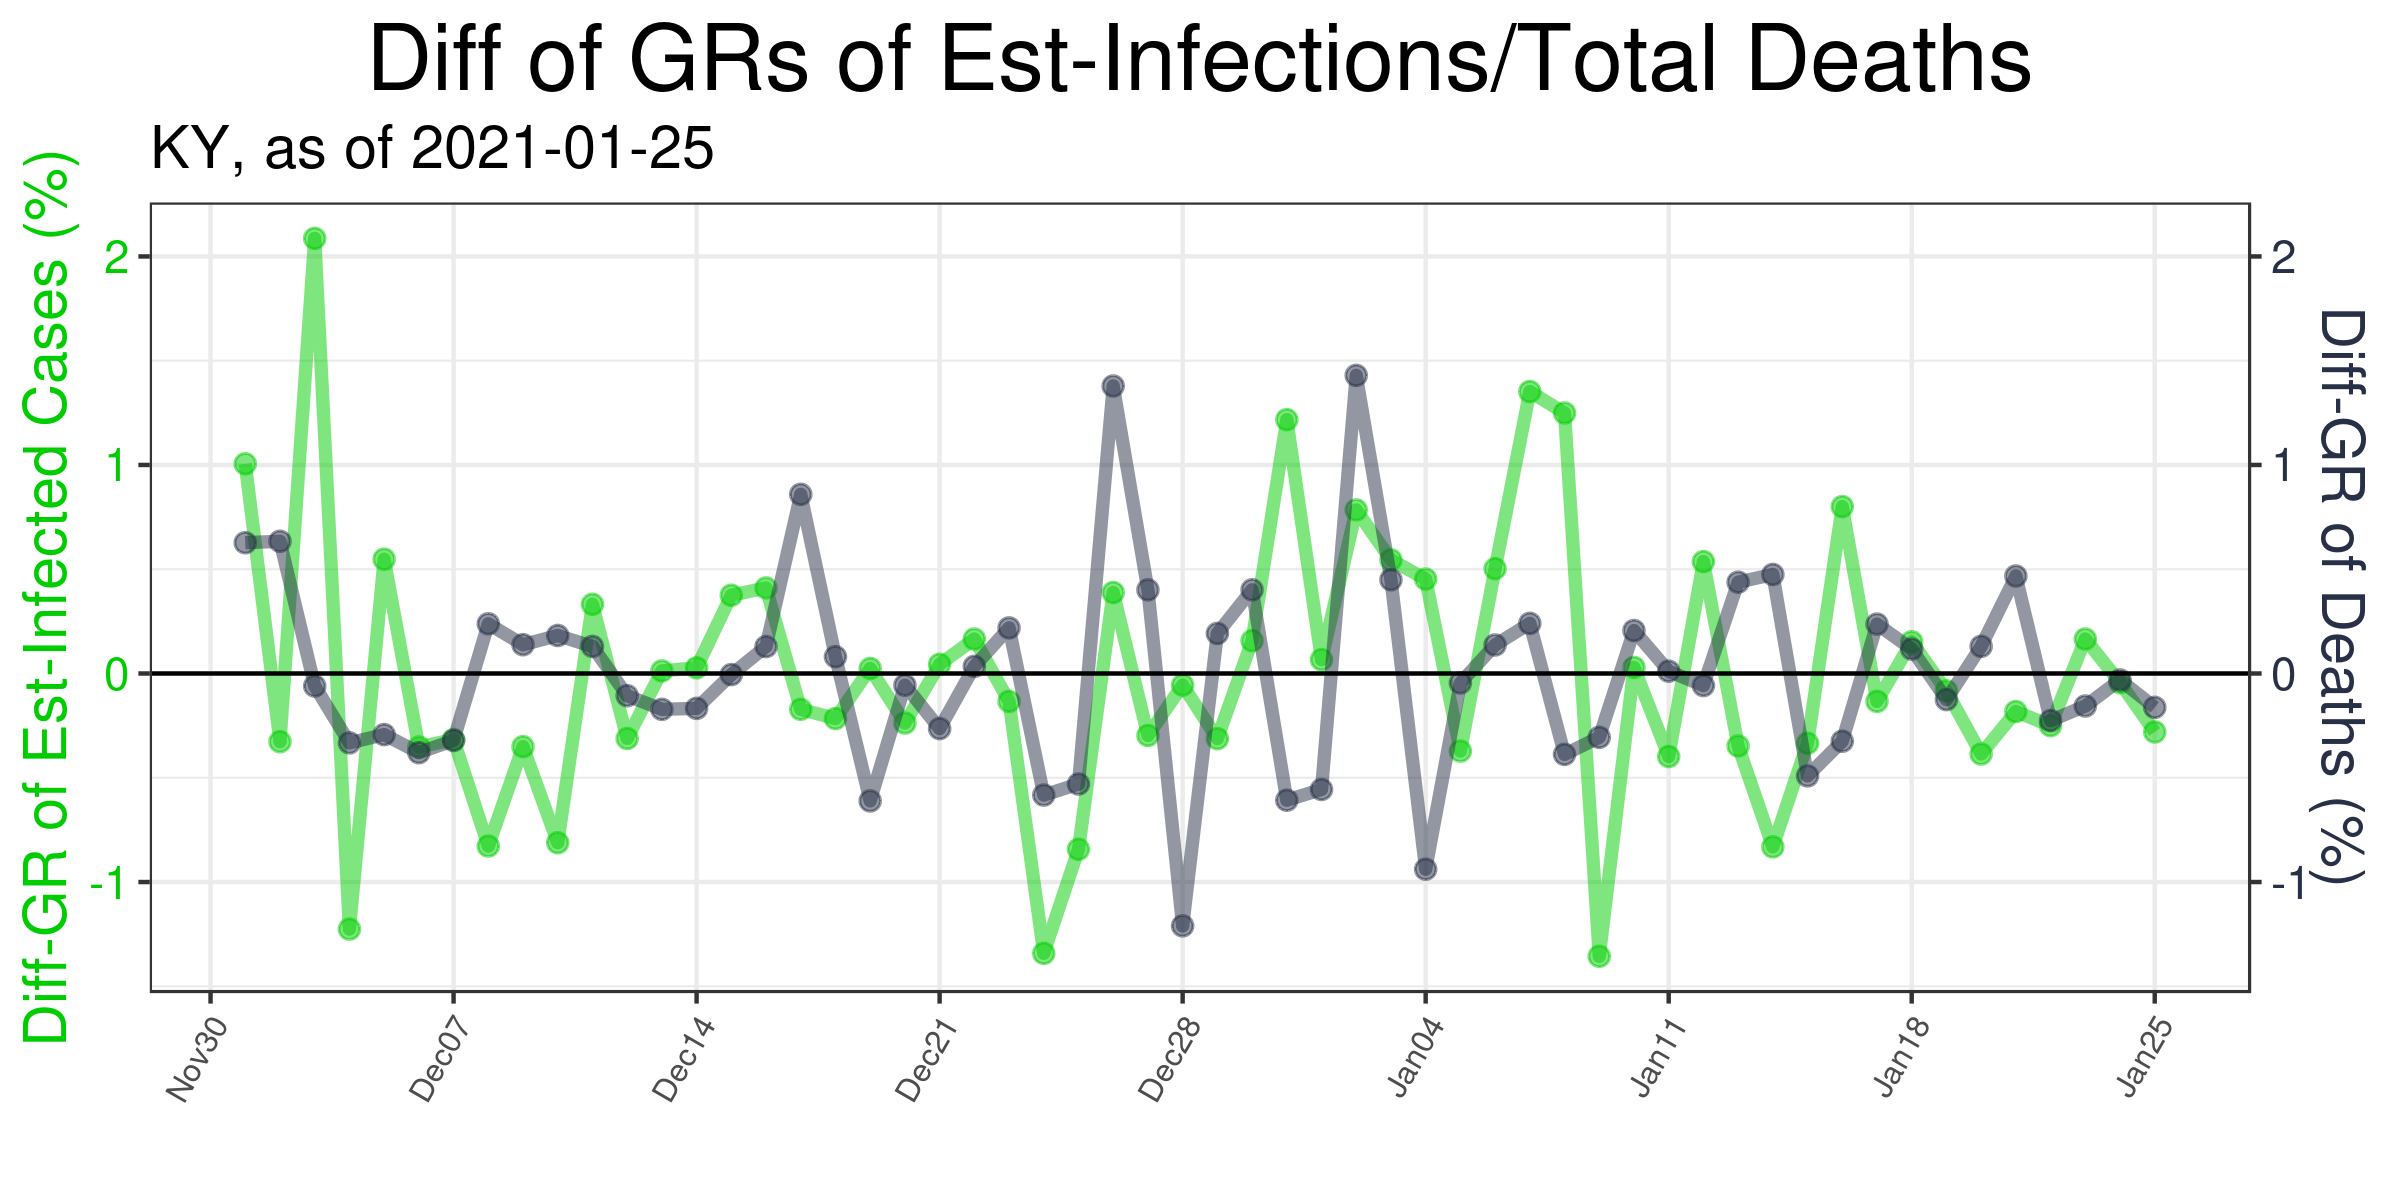 Diff of GRs of Est-Infections/Total Deaths
KY, as of 2021-01-25
Diff-GR of Est-Infected Cases (%)
2
1
0
-1
2
1
0
-1
Diff-GR of Deaths (%)
Nov30
Dec07
Dec14
Dec21
Dec28
Jan04
Jan11
Jan18
Jan25